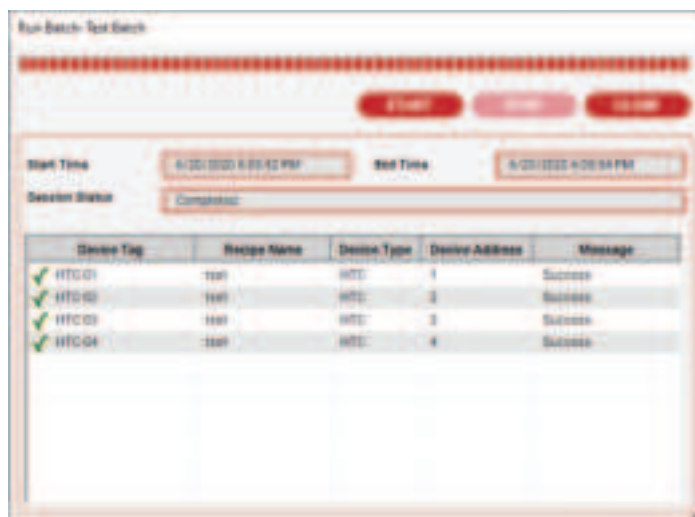 Run Batch- Test Batch
START STOP CLOSE
Start Time End Time
Session Status Completed
Device Tag Recipe Name Device Type Device Address Message
HTC-01 test HTC 1 Success
HTC-02 test HTC 2 Success
HTC-03 test HTC 3 Success
HTC-04 test HTC 4 Success